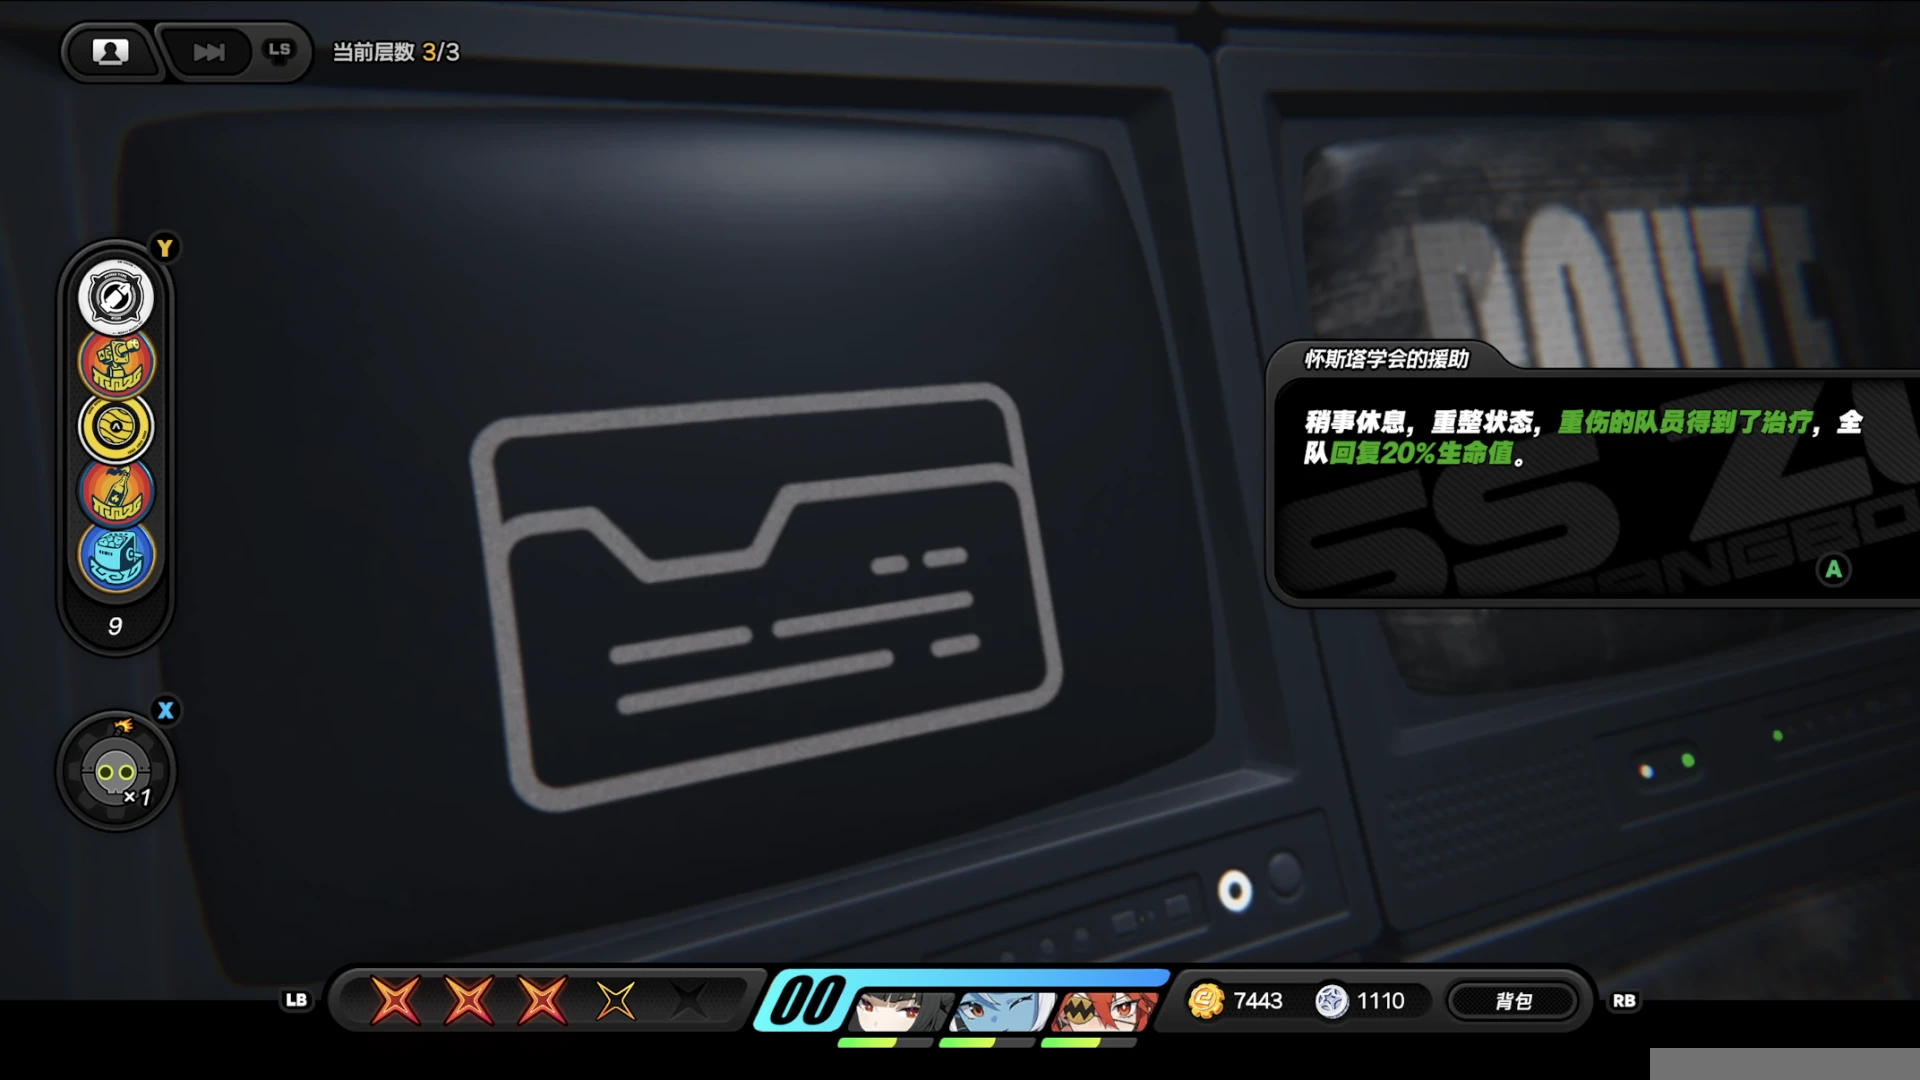 LS
当前层数 3/3
Y
ROUTE
怀斯塔学会的援助
稍事休息，重整状态，重伤的队员得到了治疗，全
队回复20%生命值。
A
9
X
×1
LB
00
7443
1110
背包
RB